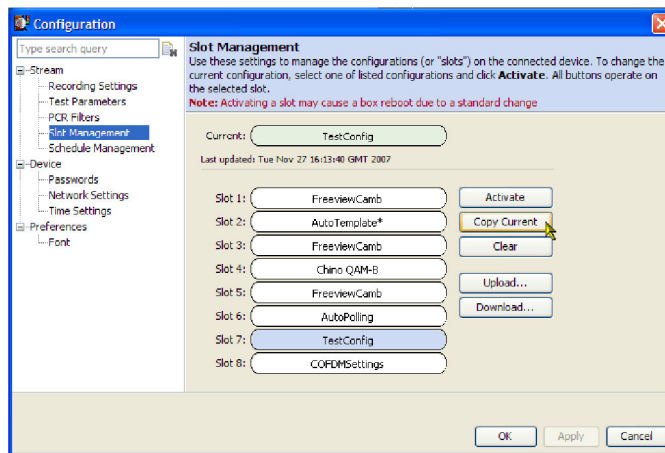 Configuration
Type search query
Stream
Recording Settings
Test Parameters
PCR Filters
Slot Management
Schedule Management
Device
Passwords
Network Settings
Time Settings
Preferences
Font
Slot Management
Use these settings to manage the configurations (or "slots") on the connected device. To change the
current configuration, select one of listed configurations and click Activate. All buttons operate on
the selected slot.
Note: Activating a slot may cause a box reboot due to a standard change
Current: TestConfig
Last updated: Tue Nov 27 16:13:40 GMT 2007
Slot 1: FreeviewCamb
Slot 2: AutoTemplate*
Slot 3: FreeviewCamb
Slot 4: Chino QAM-B
Slot 5: FreeviewCamb
Slot 6: AutoPolling
Slot 7: TestConfig
Slot 8: COFDMSettings
Activate
Copy Current
Clear
Upload...
Download...
OK Apply Cancel